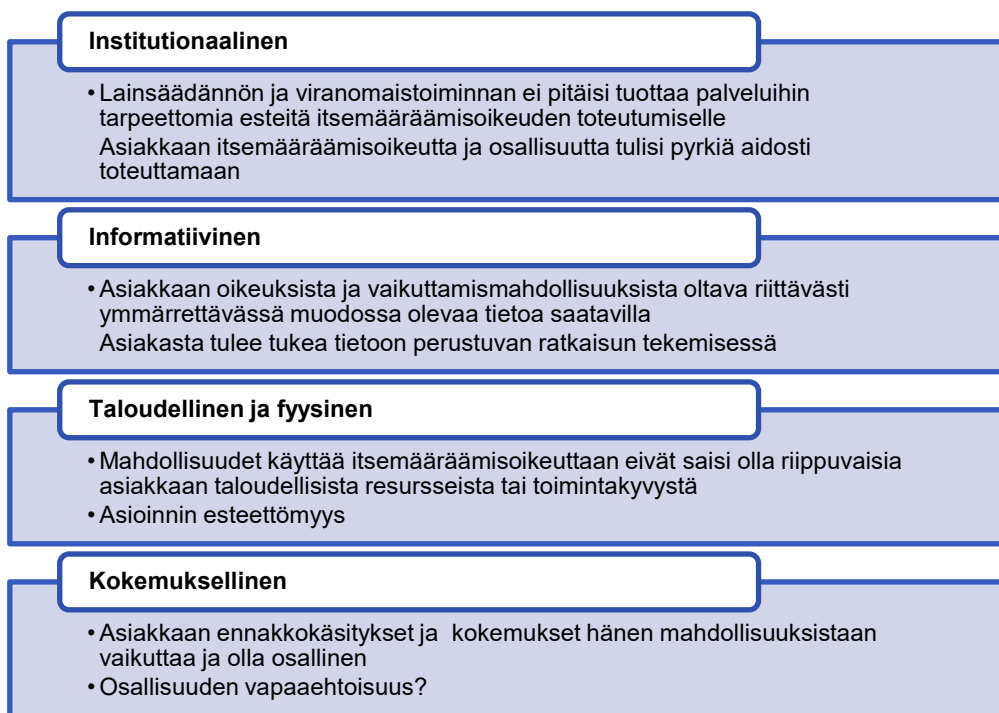 Institutionaalinen
• Lainsäädännön ja viranomaistoiminnan ei pitäisi tuottaa palveluihin
tarpeettomia esteitä itsemääräämisoikeuden toteutumiselle
Asiakkaan itsemääräämisoikeutta ja osallisuutta tulisi pyrkiä aidosti
toteuttamaan
Informatiivinen
• Asiakkaan oikeuksista ja vaikuttamismahdollisuuksista oltava riittävästi
ymmärrettävässä muodossa olevaa tietoa saatavilla
Asiakasta tulee tukea tietoon perustuvan ratkaisun tekemisessä
Taloudellinen ja fyysinen
• Mahdollisuudet käyttää itsemääräämisoikeuttaan eivät saisi olla riippuvaisia
asiakkaan taloudellisista resursseista tai toimintakyvystä
• Asioinnin esteettömyys
Kokemuksellinen
• Asiakkaan ennakkokäsitykset ja kokemukset hänen mahdollisuuksistaan
vaikuttaa ja olla osallinen
• Osallisuuden vapaaehtoisuus?